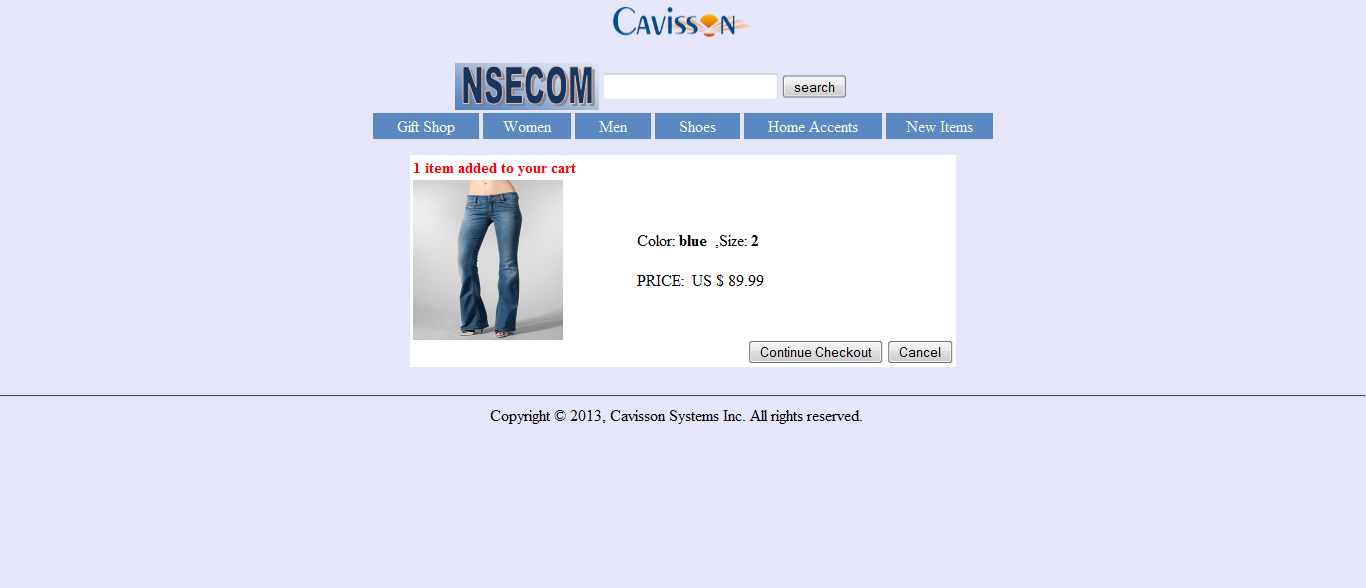 CAVISSON
NSECOM search
Gift Shop Women Men Shoes Home Accents New Items
1 item added to your cart
Color: blue ,Size: 2
PRICE: US $ 89.99
Continue Checkout Cancel
Copyright © 2013, Cavisson Systems Inc. All rights reserved.